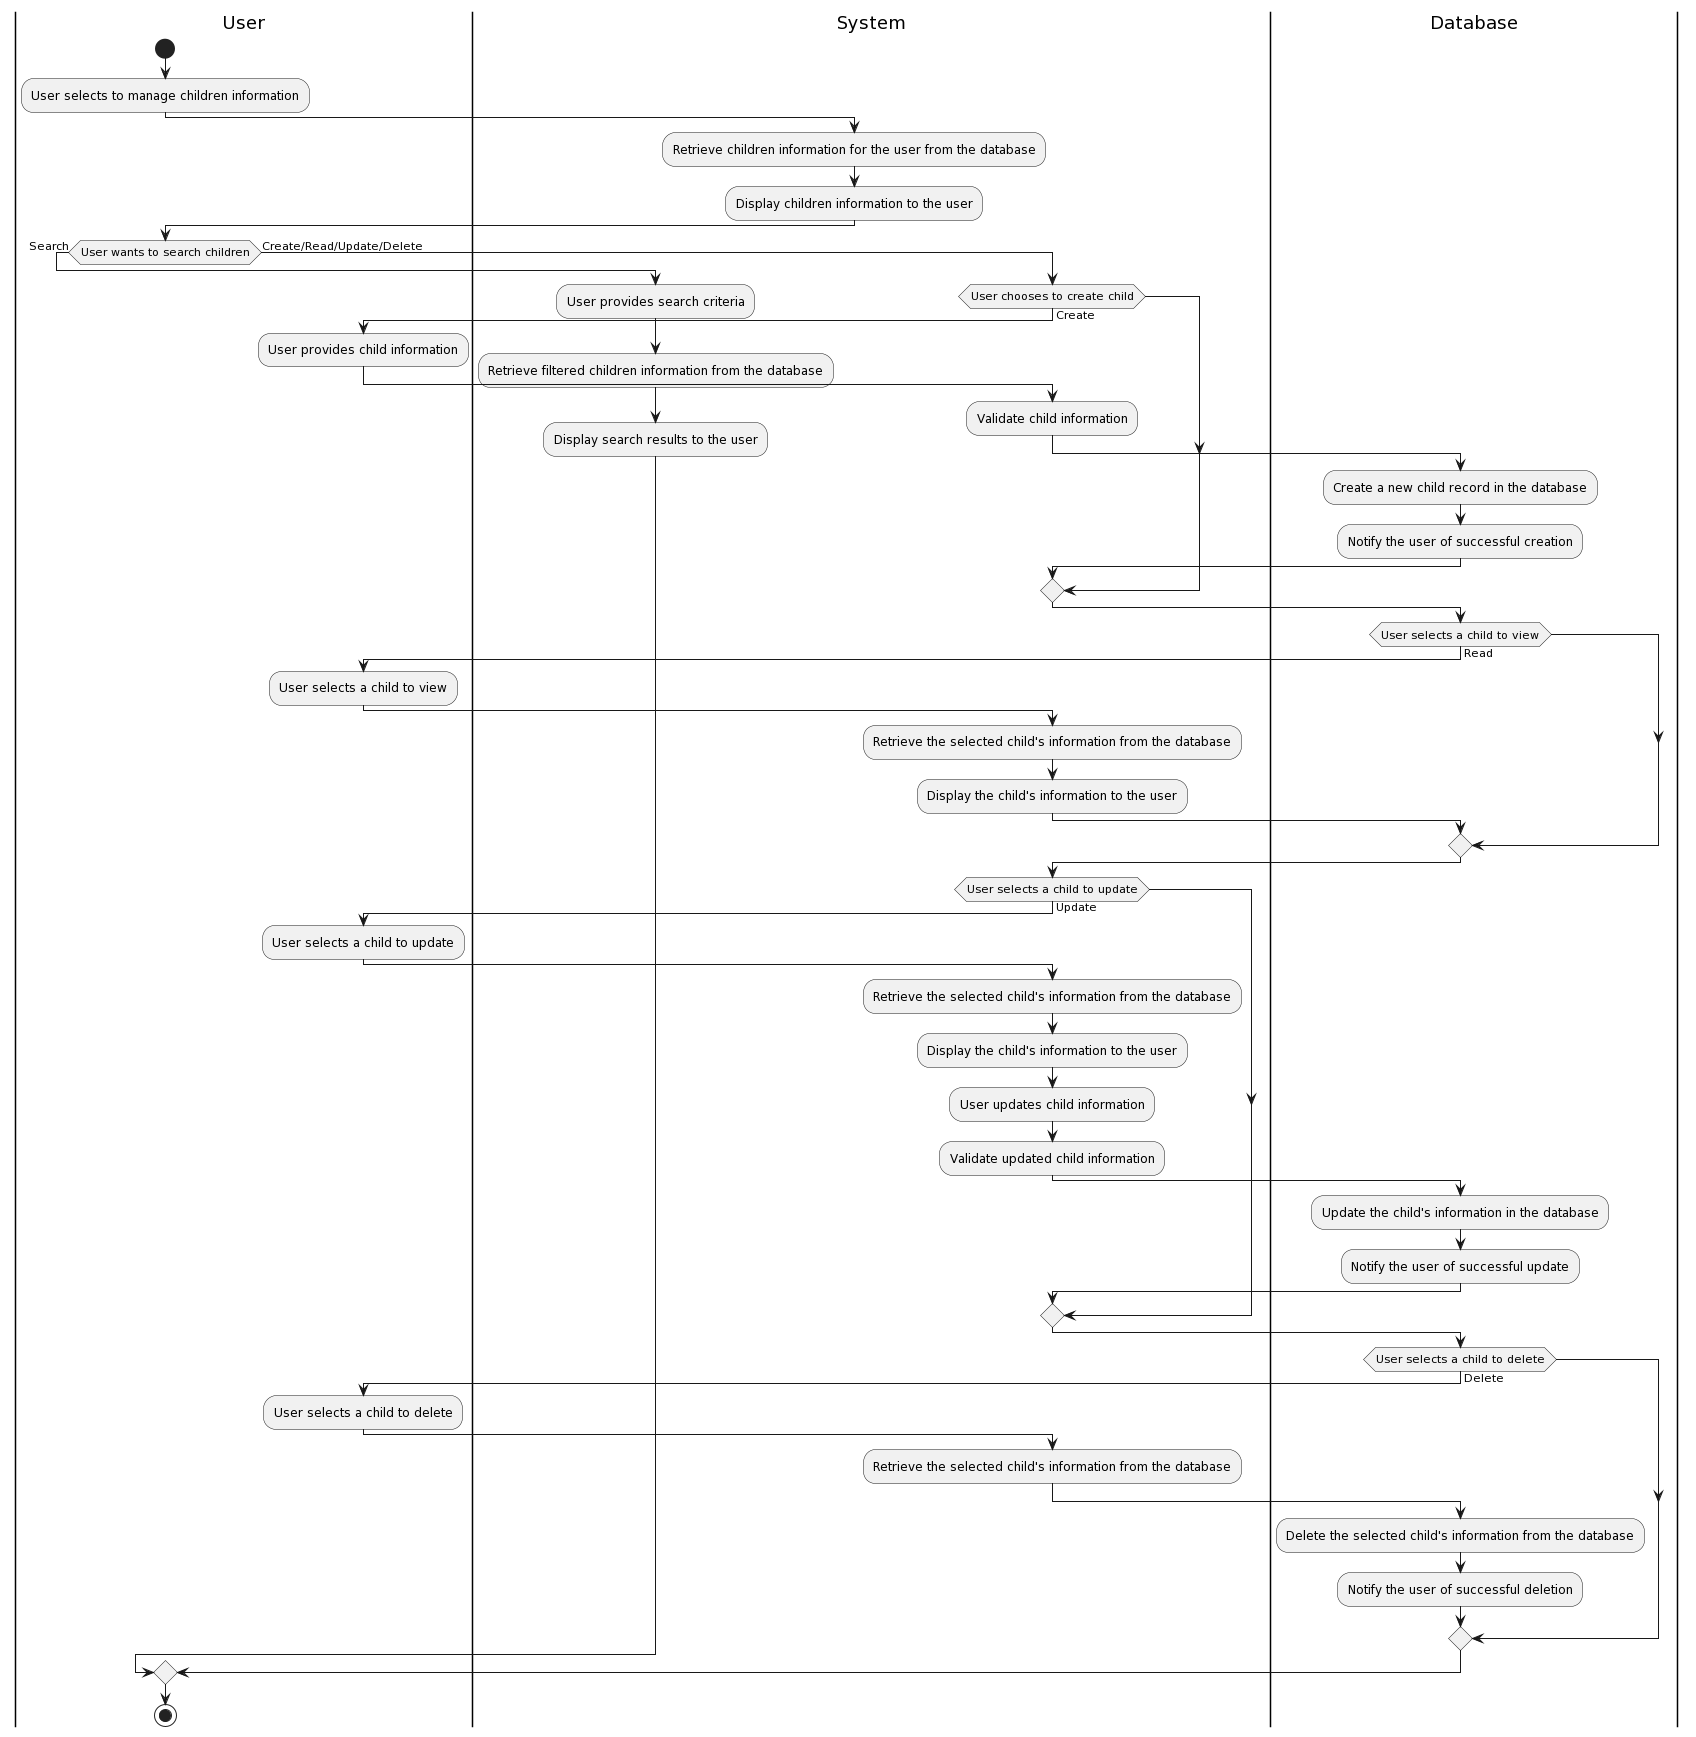 User
System
Database
User selects to manage children information
Retrieve children information for the user from the database
Display children information to the user
Search
User wants to search children
Create/Read/Update/Delete
User provides search criteria
User chooses to create child
Create
User provides child information
Retrieve filtered children information from the database
Validate child information
Display search results to the user
Create a new child record in the database
Notify the user of successful creation
User selects a child to view
Read
User selects a child to view
Retrieve the selected child's information from the database
Display the child's information to the user
User selects a child to update
Update
User selects a child to update
Retrieve the selected child's information from the database
Display the child's information to the user
User updates child information
Validate updated child information
Update the child's information in the database
Notify the user of successful update
User selects a child to delete
Delete
User selects a child to delete
Retrieve the selected child's information from the database
Delete the selected child's information from the database
Notify the user of successful deletion